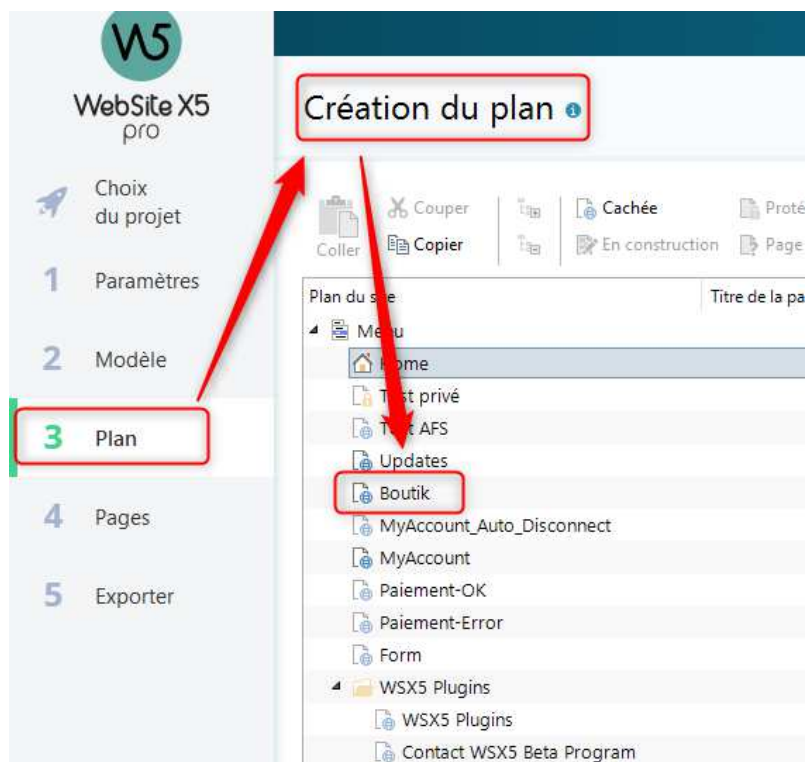 W5
WebSite X5
pro
Choix
du projet
1 Paramètres
2 Modèle
3 Plan
4 Pages
5 Exporter
Création du plan
Coller
Couper
Copier
Cachée
En construction
Page
Plan du
Titre de la
Home
privé
AFS
Updates
Boutik
MyAccount_Auto_Disconnect
MyAccount
Paiement-OK
Paiement-Error
Form
WSX5 Plugins
WSX5 Plugins
Contact WSX5 Beta Program